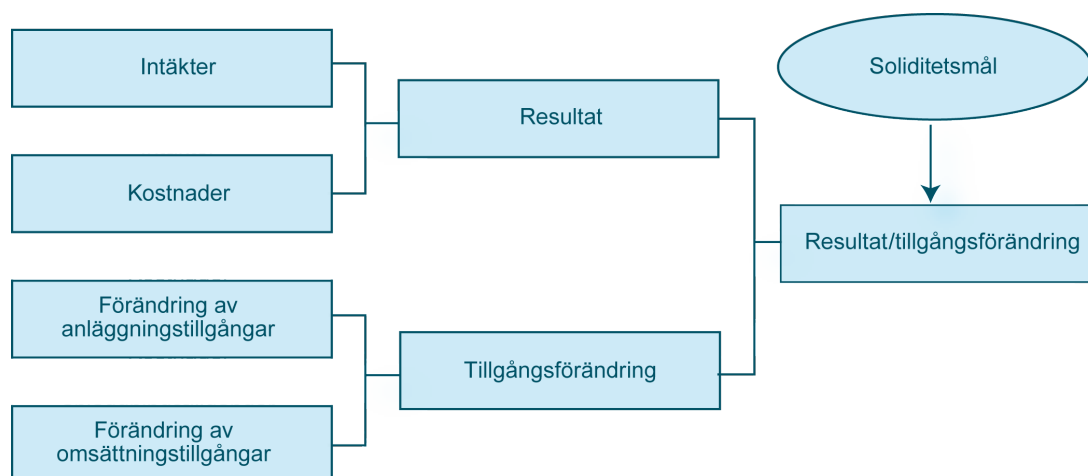 Intäkter
Kostnader
Resultat
Soliditetsmål
Resultat/tillgångsförändring
Förändring av
anläggningstillgångar
Tillgångsförändring
Förändring av
omsättningstillgångar